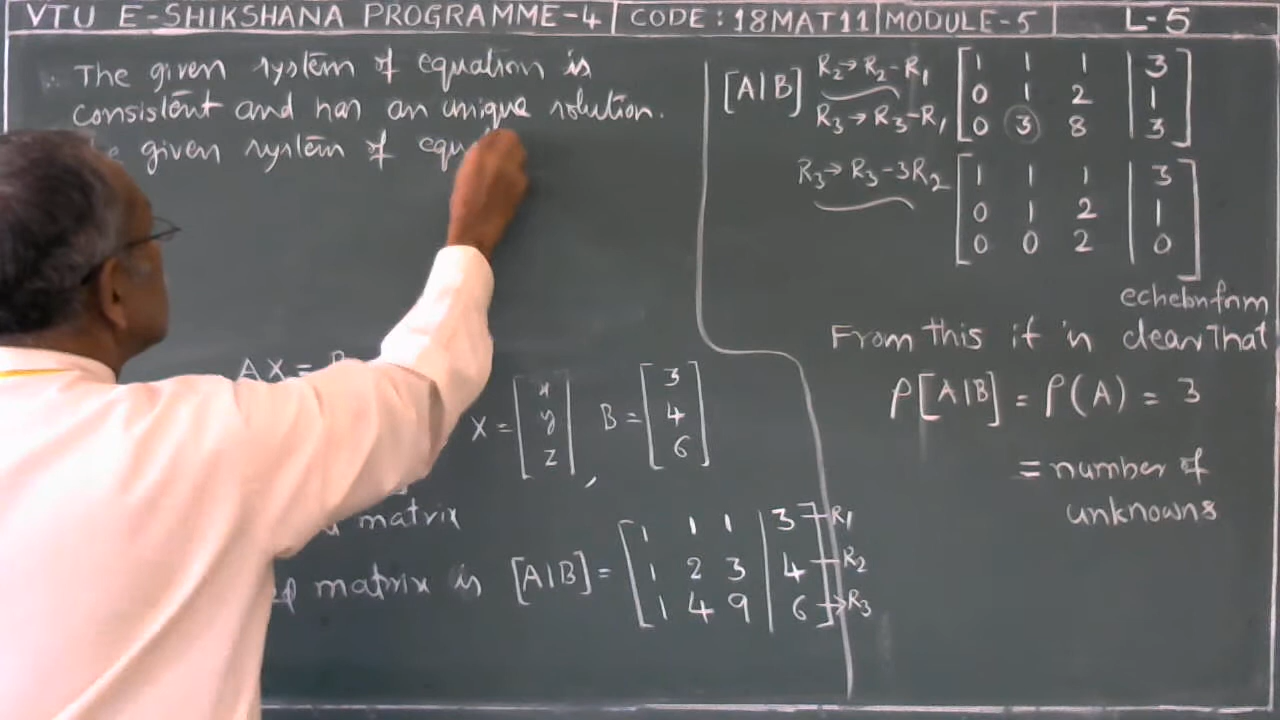 VTU E-SHIKSHANA PROGRAMME-4 | CODE: 18MAT11 | MODULE-5 | L-5
∴ The given system of equation is
consistent and has an unique solution.
given system of equ
AX =
X = [x y z], B = [3 4 6]
matrix
matrix is [A|B] = [1 1 1 | 3] R1
[1 2 3 | 4] R2
[1 4 9 | 6] R3
[A|B] R2→R2-R1 [1 1 1 | 3]
R3→R3-R1 [0 1 2 | 1]
[0 3 8 | 3]
R3→R3-3R2 [1 1 1 | 3]
[0 1 2 | 1]
[0 0 2 | 0]
echelon form
From this it is clear that
ρ[A|B] = ρ(A) = 3
= number of
unknowns